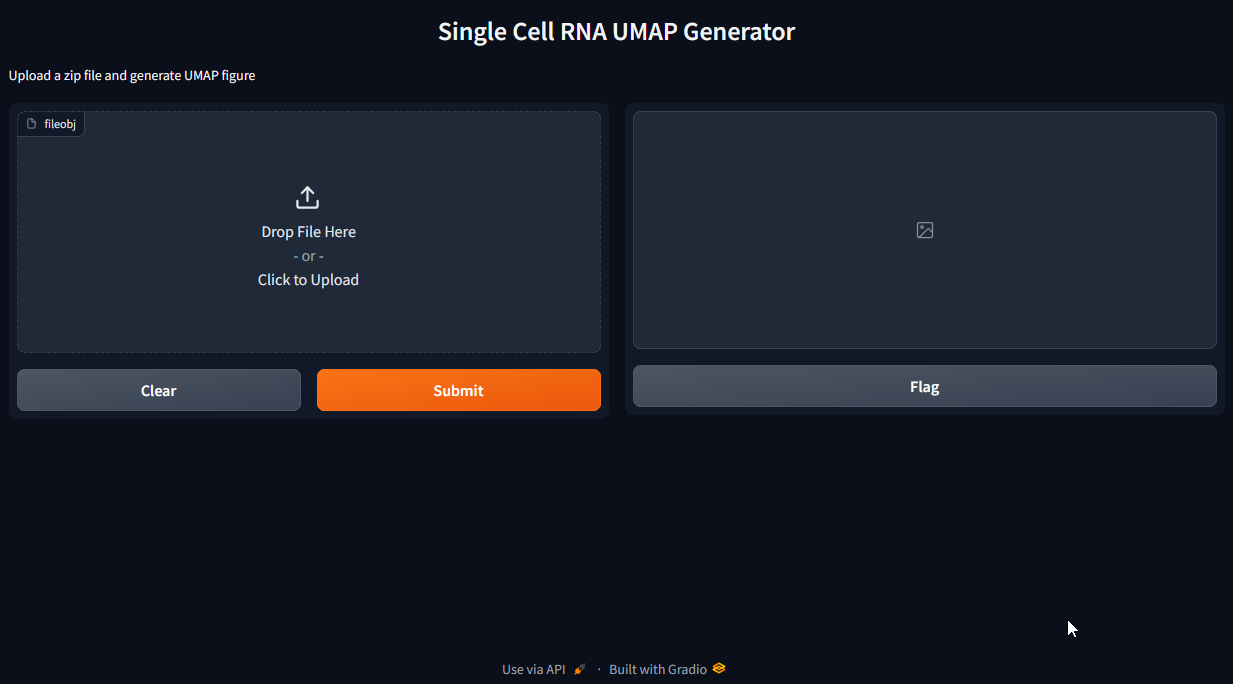 Single Cell RNA UMAP Generator
Upload a zip file and generate UMAP figure
fileobj
Drop File Here
- or -
Click to Upload
Clear
Submit
Flag
Use via API · Built with Gradio